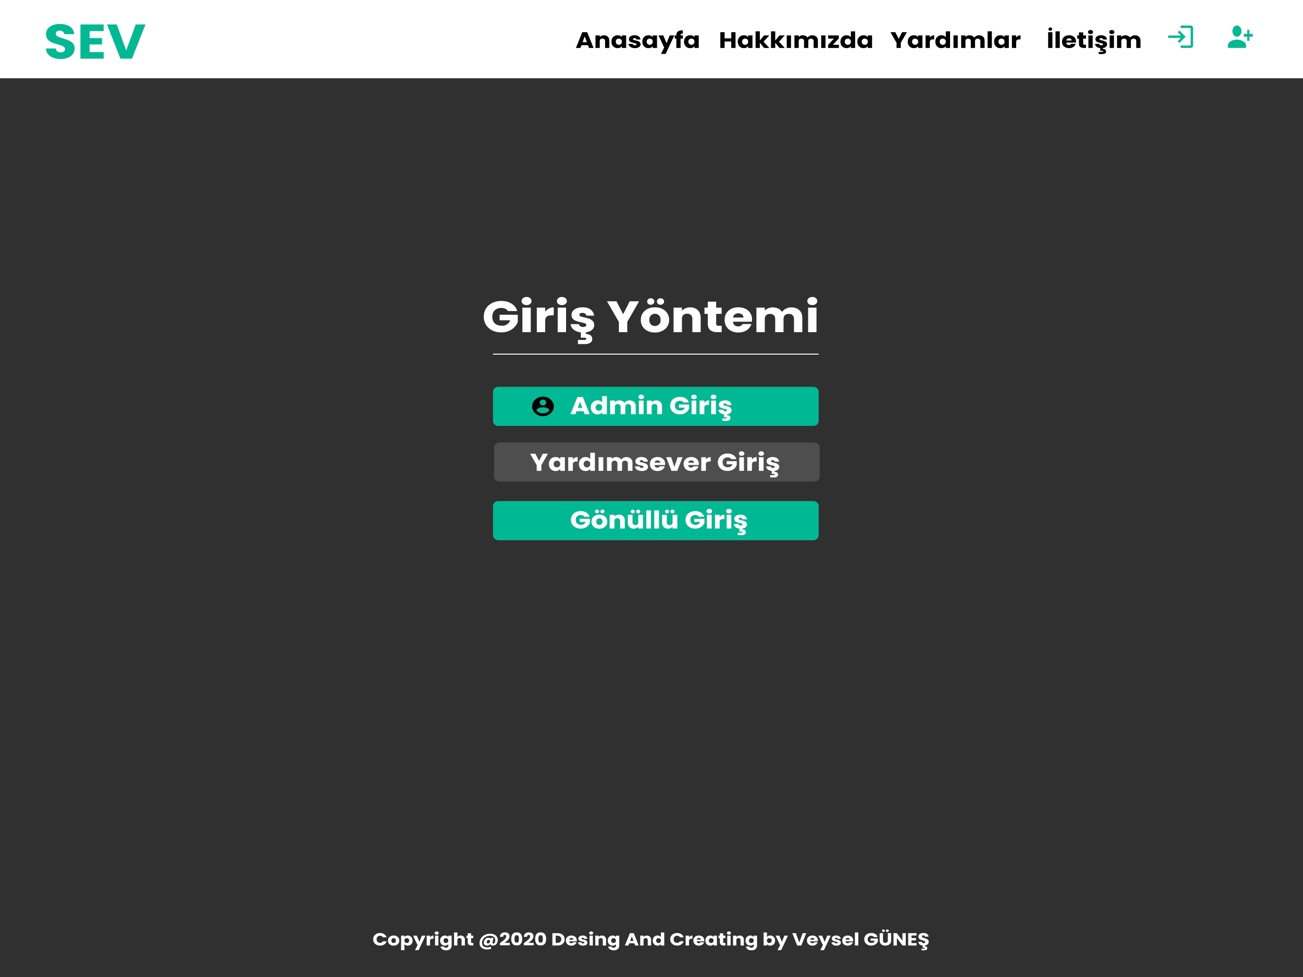 SEV
Anasayfa Hakkımızda Yardımlar İletişim
Giriş Yöntemi
Admin Giriş
Yardımsever Giriş
Gönüllü Giriş
Copyright @2020 Desing And Creating by Veysel GÜNEŞ